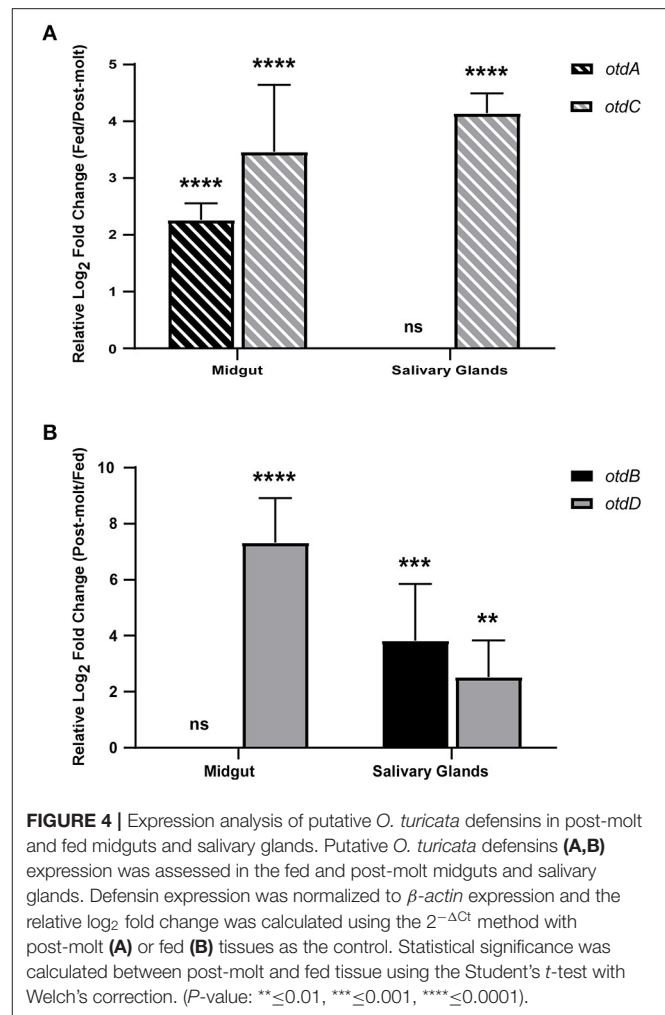 A
Relative Log2 Fold Change (Fed/Post-molt)
5
4
3
2
1
0
****
****
ns
****
Midgut
Salivary Glands
otdA
otdC
B
Relative Log2 Fold Change (Post-molt/Fed)
10
8
6
4
2
0
ns
****
***
**
Midgut
Salivary Glands
otdB
otdD
FIGURE 4 | Expression analysis of putative O. turicata defensins in post-molt
and fed midguts and salivary glands. Putative O. turicata defensins (A,B)
expression was assessed in the fed and post-molt midguts and salivary
glands. Defensin expression was normalized to β-actin expression and the
relative log₂ fold change was calculated using the 2⁻ΔCt method with
post-molt (A) or fed (B) tissues as the control. Statistical significance was
calculated between post-molt and fed tissue using the Student's t-test with
Welch's correction. (P-value: **≤0.01, ***≤0.001, ****≤0.0001).